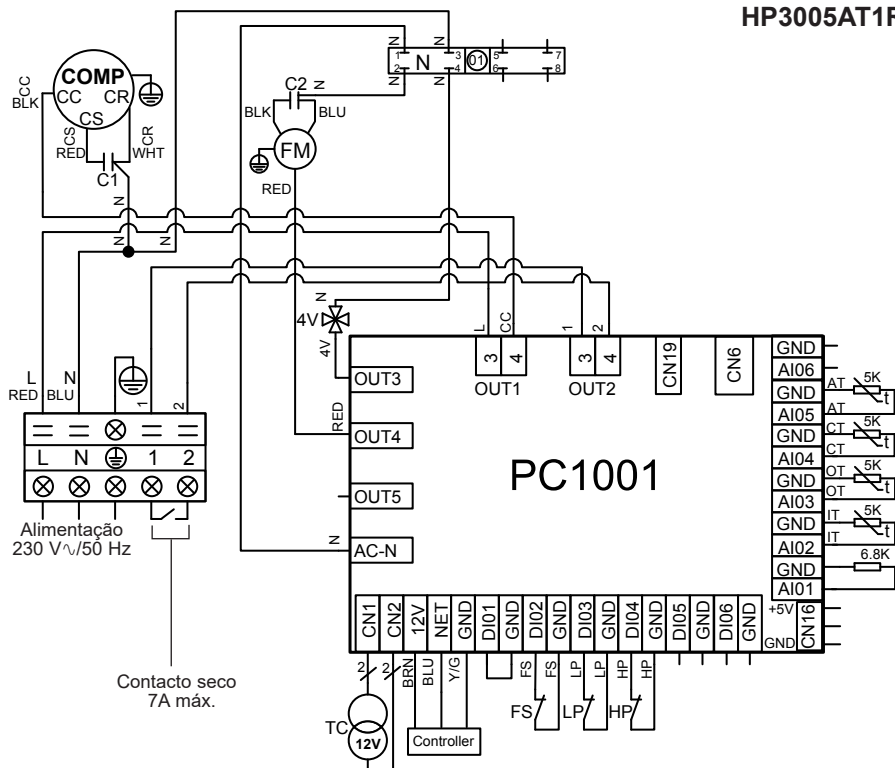 HP3005AT1F
COMP
CC
CR
CS
CC
BLK
CS
RED
CR
WHT
C1
N
N
N
N
N
1
2
N
3
4
01
5
6
7
8
N
N
N
N
C2
N
BLK
BLU
FM
RED
N
4V
4V
RED
N
L
CC
1
2
L
RED
N
BLU
1
2
L
N
1
2
Alimentação
230 V∿/50 Hz
Contacto seco
7A máx.
PC1001
3
4
OUT1
3
4
OUT2
CN19
CN6
OUT3
OUT4
OUT5
AC-N
GND
AI06
GND
AI05
GND
AI04
GND
AI03
GND
AI02
GND
AI01
+5V
GND
CN16
AT
AT
5K
t
CT
CT
5K
t
OT
OT
5K
t
IT
IT
5K
t
6.8K
CN1
CN2
12V
NET
GND
DI01
GND
DI02
GND
DI03
GND
DI04
GND
DI05
GND
DI06
GND
2
2
BRN
BLU
Y/G
FS
FS
LP
LP
HP
HP
FS
LP
HP
TC
12V
Controller